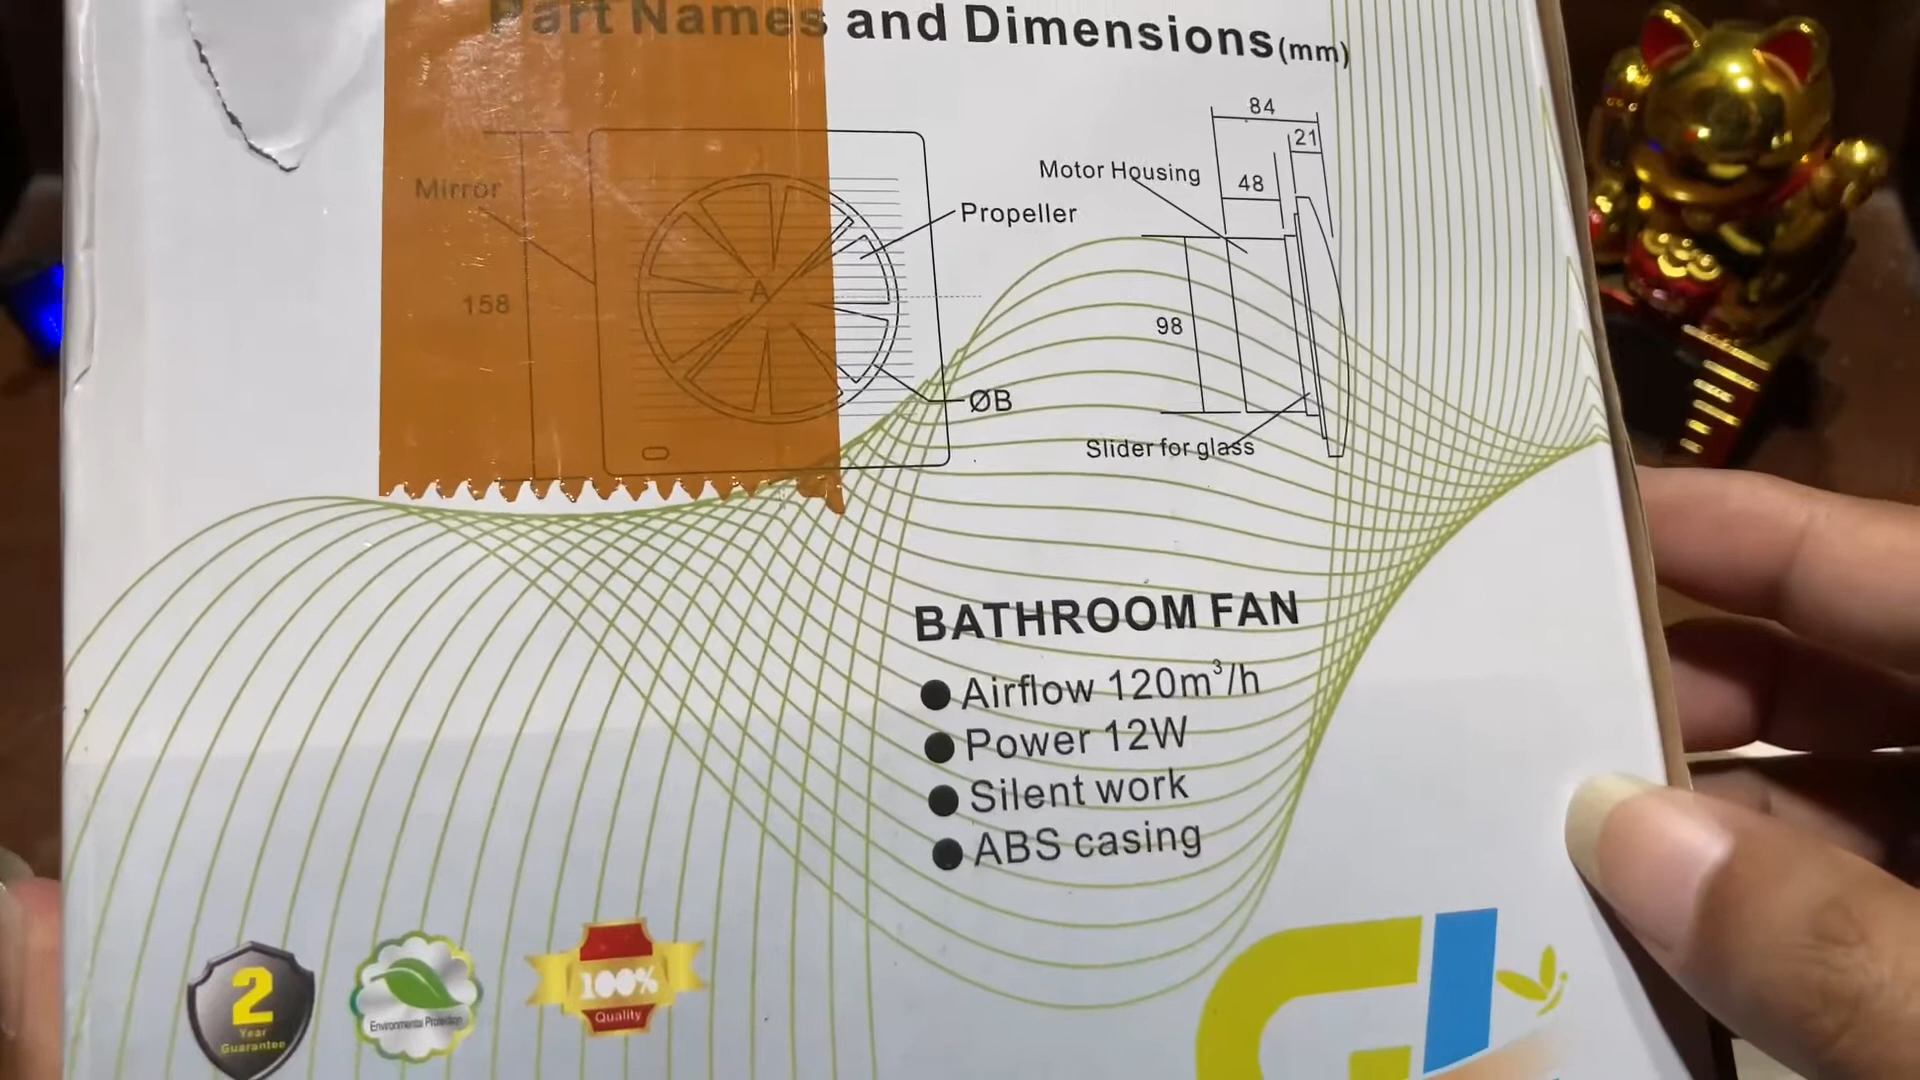 Part Names and Dimensions(mm)
84
21
Motor Housing
48
Mirror
Propeller
158
A
98
ØB
Slider for glass
BATHROOM FAN
● Airflow 120m³/h
● Power 12W
● Silent work
● ABS casing
2
Year
Guarantee
Environmental Protection
100%
Quality